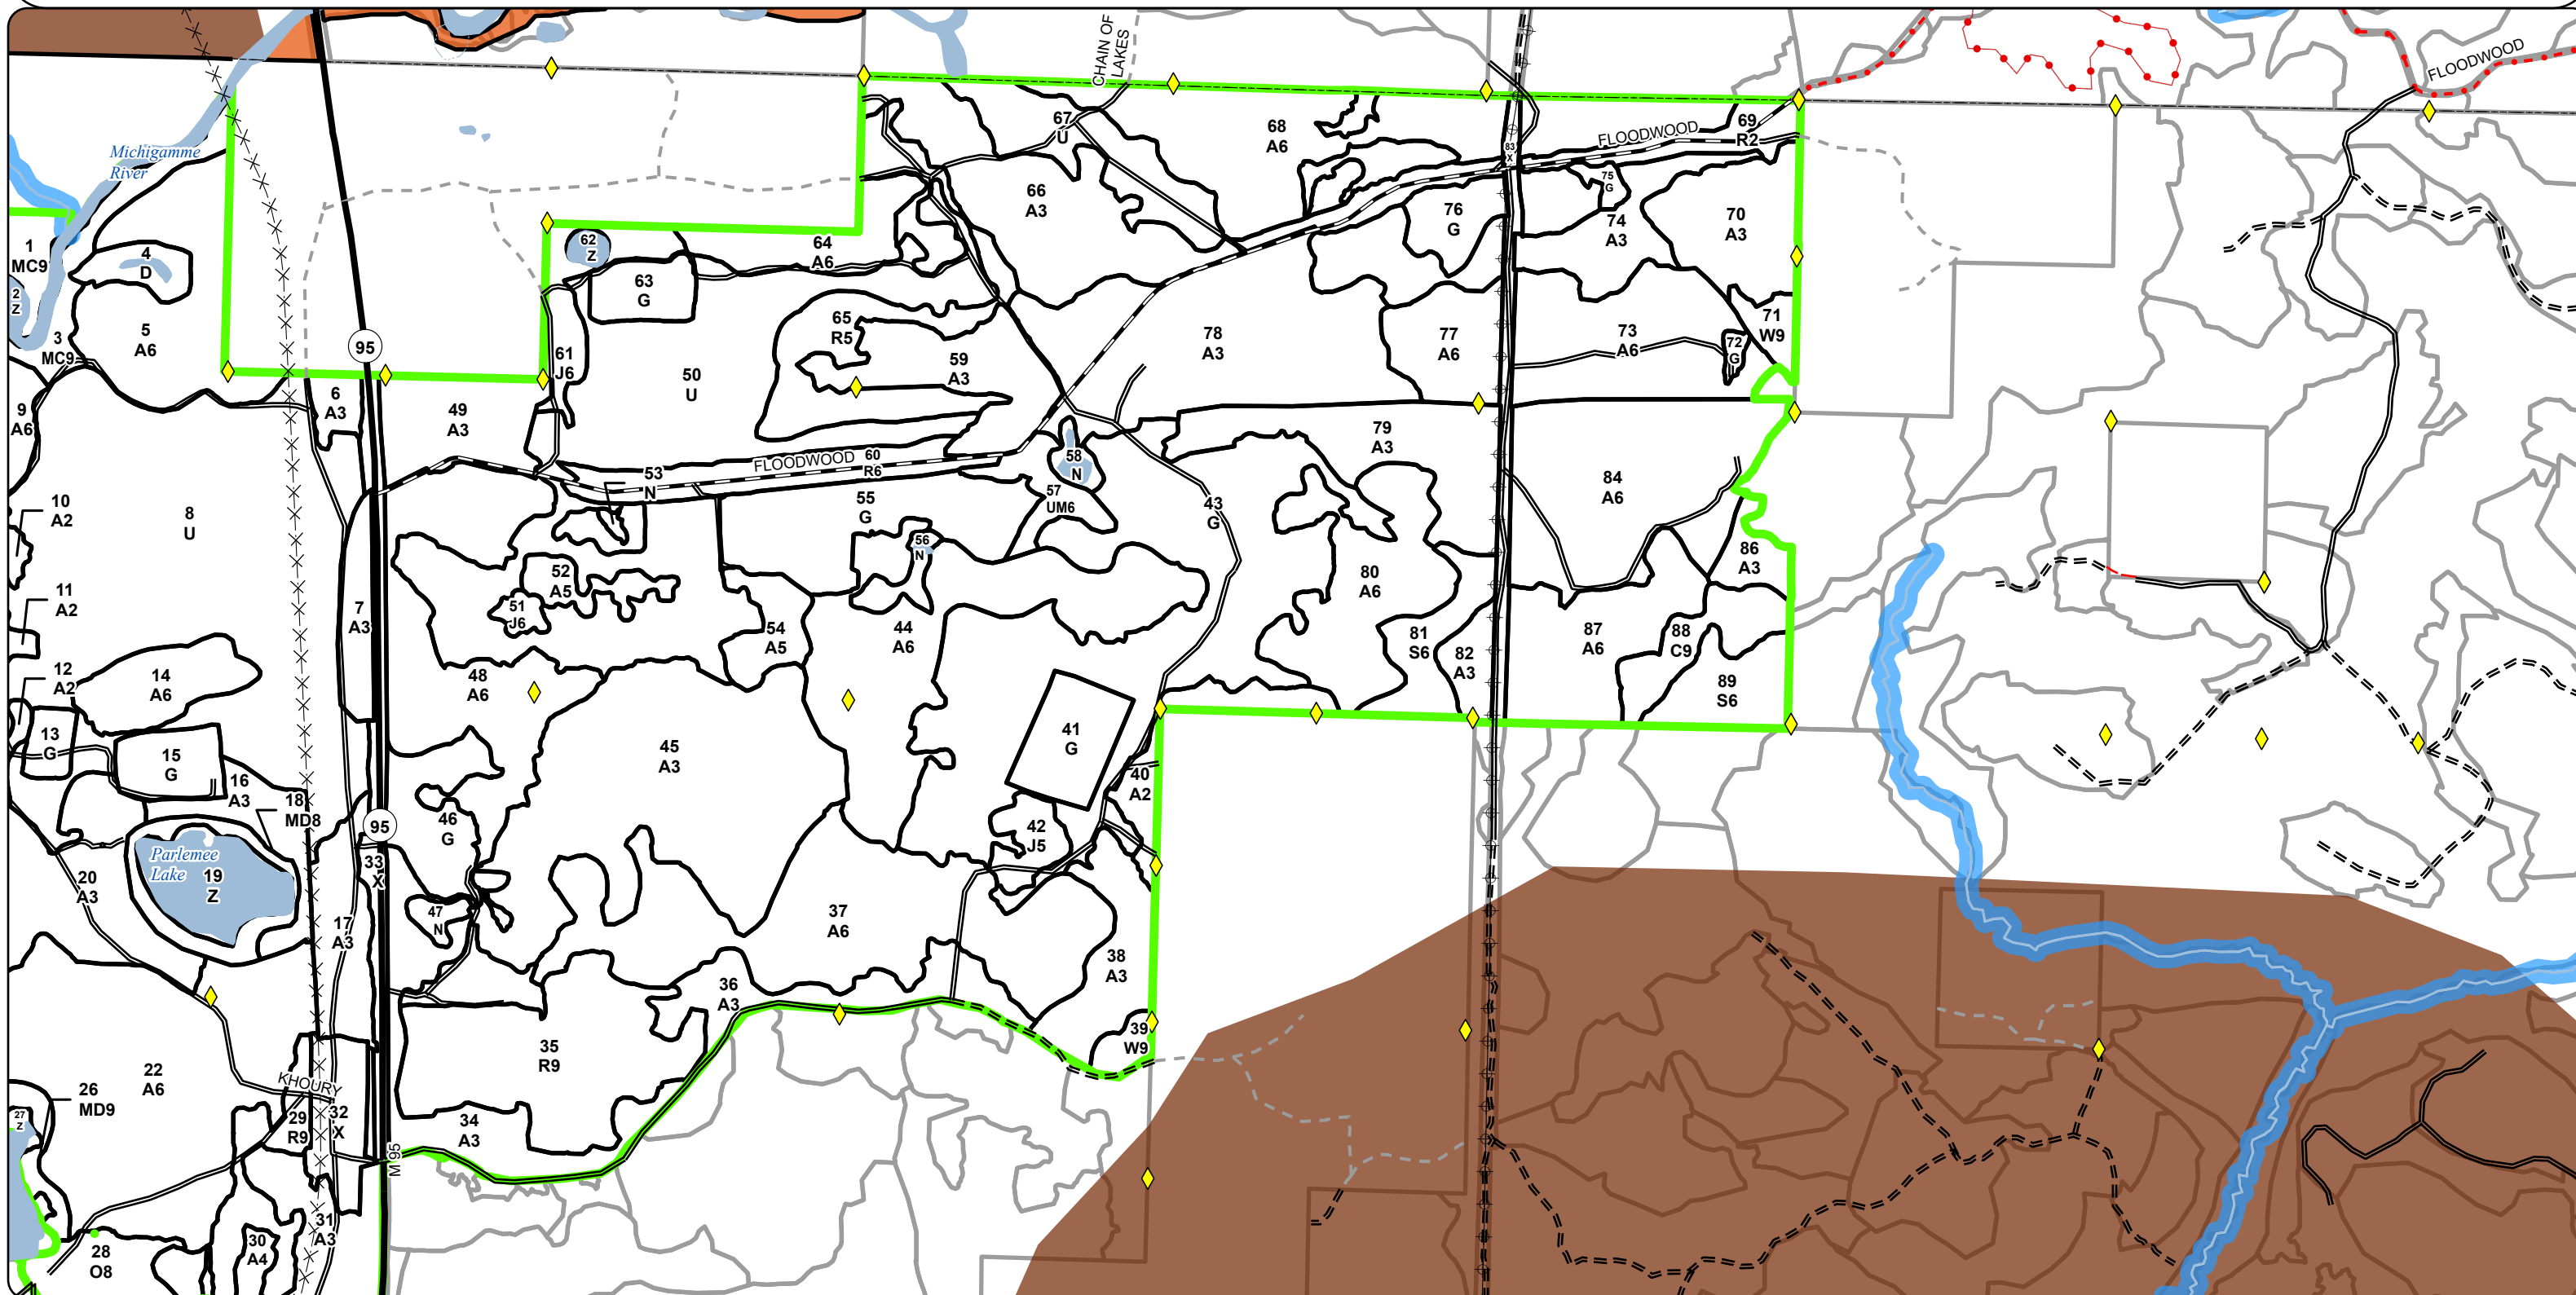 CHAIN OF
LAKES
FLOODWOOD
Michigamme
River
67
U
68
A6
69
R2
FLOODWOOD
83
X
75
G
66
A3
76
G
74
A3
70
A3
1
MC9
4
D
62
Z
64
A6
63
G
2
Z
3
MC9
5
A6
95
61
J6
65
R5
59
A3
78
A3
77
A6
73
A6
72
G
71
W9
50
U
6
A3
49
A3
9
A6
79
A3
FLOODWOOD
60
R6
53
N
58
N
57
UM6
55
G
43
G
84
A6
10
A2
8
U
56
N
86
A3
52
A5
51
J6
80
A6
11
A2
7
A3
54
A5
44
A6
81
S6
82
A3
87
A6
88
C9
89
S6
12
A2
14
A6
48
A6
13
G
15
G
16
A3
45
A3
41
G
40
A2
18
MD8
95
46
G
42
J5
Parlemee
Lake
19
Z
33
X
20
A3
47
N
17
A3
37
A6
38
A3
36
A3
39
W9
35
R9
22
A6
KHOURY
26
MD9
27
Z
29
R9
32
X
34
A3
M 95
31
A3
30
A4
28
O8